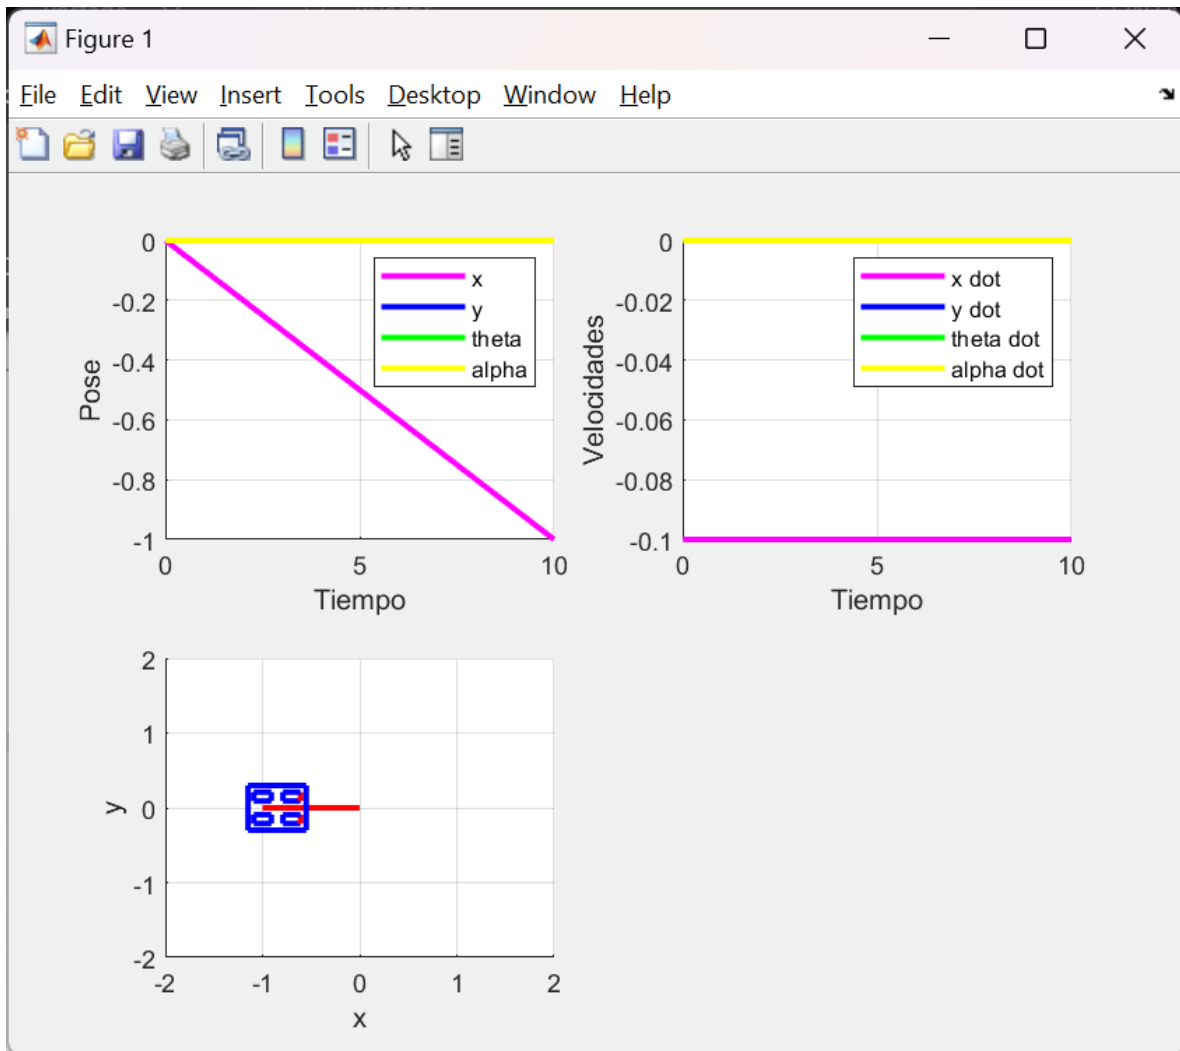 Figure 1
File Edit View Insert Tools Desktop Window Help
0
-0.2
-0.4
-0.6
-0.8
-1
0 5 10
Pose
Tiempo
x
y
theta
alpha
0
-0.02
-0.04
-0.06
-0.08
-0.1
0 5 10
Velocidades
Tiempo
x dot
y dot
theta dot
alpha dot
2
1
0
-1
-2
-2 -1 0 1 2
y
x